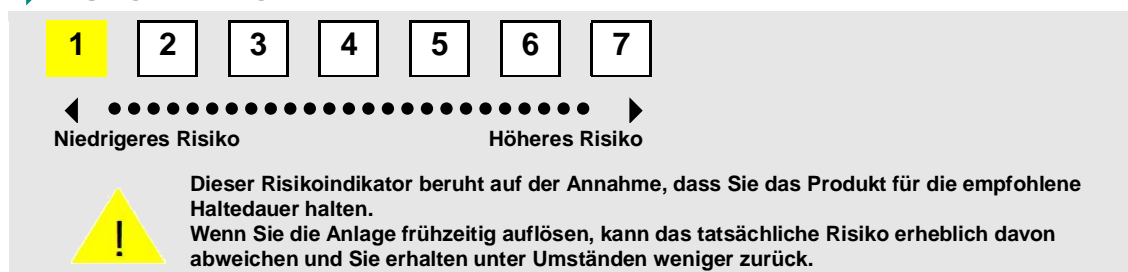 1 2 3 4 5 6 7
Niedrigeres Risiko Höheres Risiko
Dieser Risikoindikator beruht auf der Annahme, dass Sie das Produkt für die empfohlene
Haltedauer halten.
!
Wenn Sie die Anlage frühzeitig auflösen, kann das tatsächliche Risiko erheblich davon
abweichen und Sie erhalten unter Umständen weniger zurück.